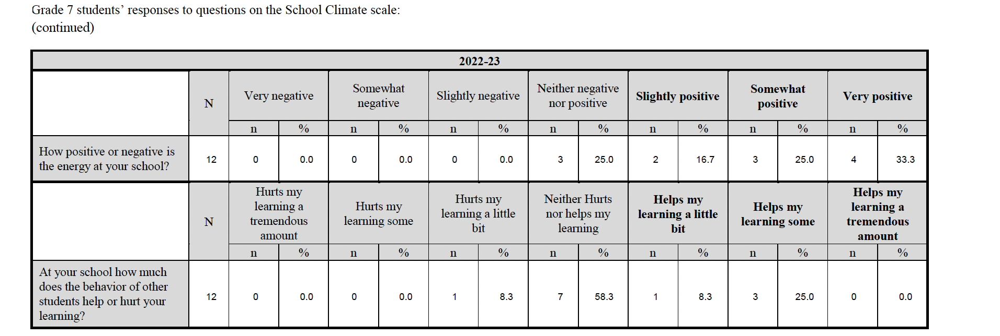 Grade 7 students’ responses to questions on the School Climate scale:
(continued)
2022-23
N
Very negative
Somewhat
negative
Slightly negative
Neither negative
nor positive
Slightly positive
Somewhat
positive
Very positive
n % n % n % n % n % n % n %
How positive or negative is
the energy at your school?
12 0 0.0 0 0.0 0 0.0 3 25.0 2 16.7 3 25.0 4 33.3
N
Hurts my
learning a
tremendous
amount
Hurts my
learning some
Hurts my
learning a little
bit
Neither Hurts
nor helps my
learning
Helps my
learning a little
bit
Helps my
learning some
Helps my
learning a
tremendous
amount
n % n % n % n % n % n % n %
At your school how much
does the behavior of other
students help or hurt your
learning?
12 0 0.0 0 0.0 1 8.3 7 58.3 1 8.3 3 25.0 0 0.0